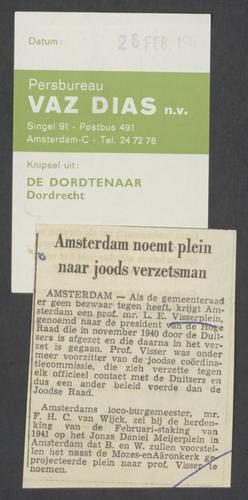 Datum:
26 FEB. 196
Persbureau
VAZ DIAS n.v.
Singel 91 - Postbus 491
Amsterdam-C - Tel. 24 72 76
Knipsel uit:
DE DORDTENAAR
Dordrecht
Amsterdam noemt plein
naar joods verzetsman
AMSTERDAM — Als de gemeenteraad
er geen bezwaar tegen heeft, krijgt Am-
sterdam een prof. mr. L. E. Visserplein,
genoemd naar de president van de Hoge
Raad die in november 1940 door de Duit-
sers is afgezet en die daarna in het ver-
zet is gegaan. Prof. Visser was onder
meer voorzitter van de joodse coördina-
tiecommissie, die zich verzette tegen
elk officieel contact met de Duitsers en
dus een ander beleid voerde dan de
Joodse Raad.
Amsterdams loco-burgemeester, mr.
F. H. C. van Wijck, zei bij de herden-
king van de Februari-staking van
1941 op het Jonas Daniel Meijerplein in
Amsterdam dat B. en W. zullen voorstel-
len het naast de Mozes-enAäronkerk ge-
projecteerde plein naar prof. Visser te
noemen.